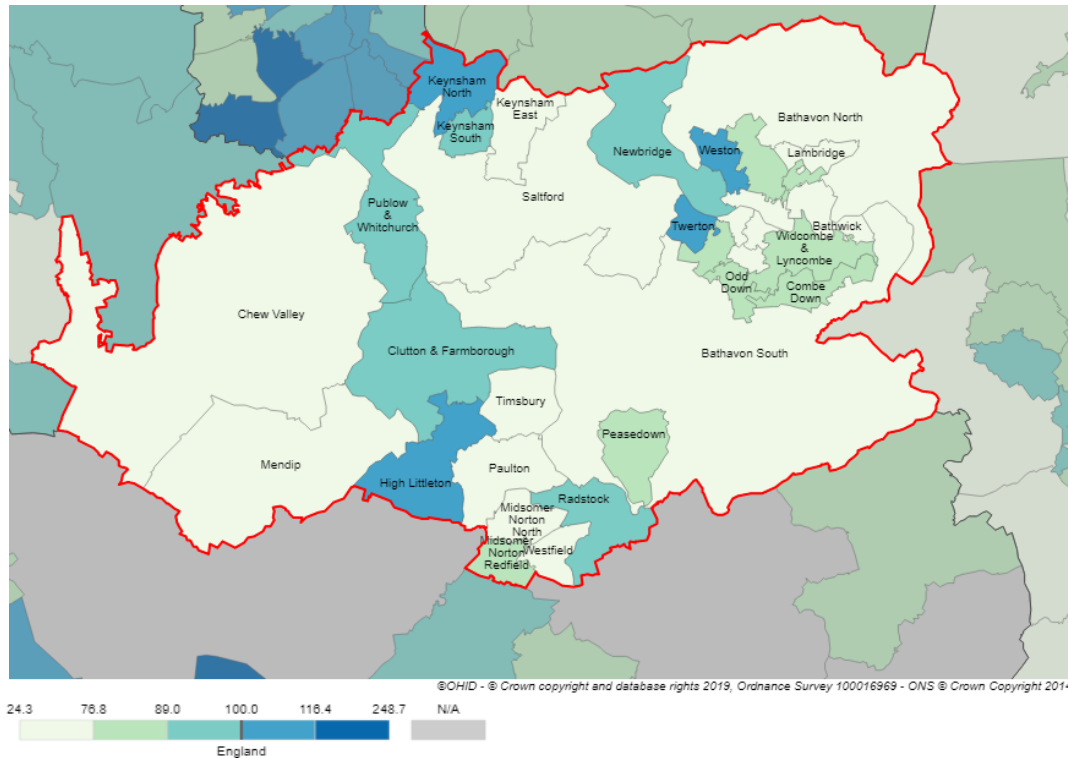 Keynsham
North
Keynsham
East
Keynsham
South
Bathavon North
Newbridge
Weston
Lambridge
Saltford
Publow
&
Whitchurch
Twerton
Bathwick
Widcombe
&
Lyncombe
Odd
Down
Combe
Down
Chew Valley
Clutton & Farmborough
Bathavon South
Timsbury
Peasedown
Mendip
Paulton
High Littleton
Radstock
Midsomer
Norton
North
Midsomer
Norton
Redfield
Westfield
©OHID - © Crown copyright and database rights 2019, Ordnance Survey 100016969 - ONS © Crown Copyright 2014
24.3 76.8 89.0 100.0 116.4 248.7 N/A
England